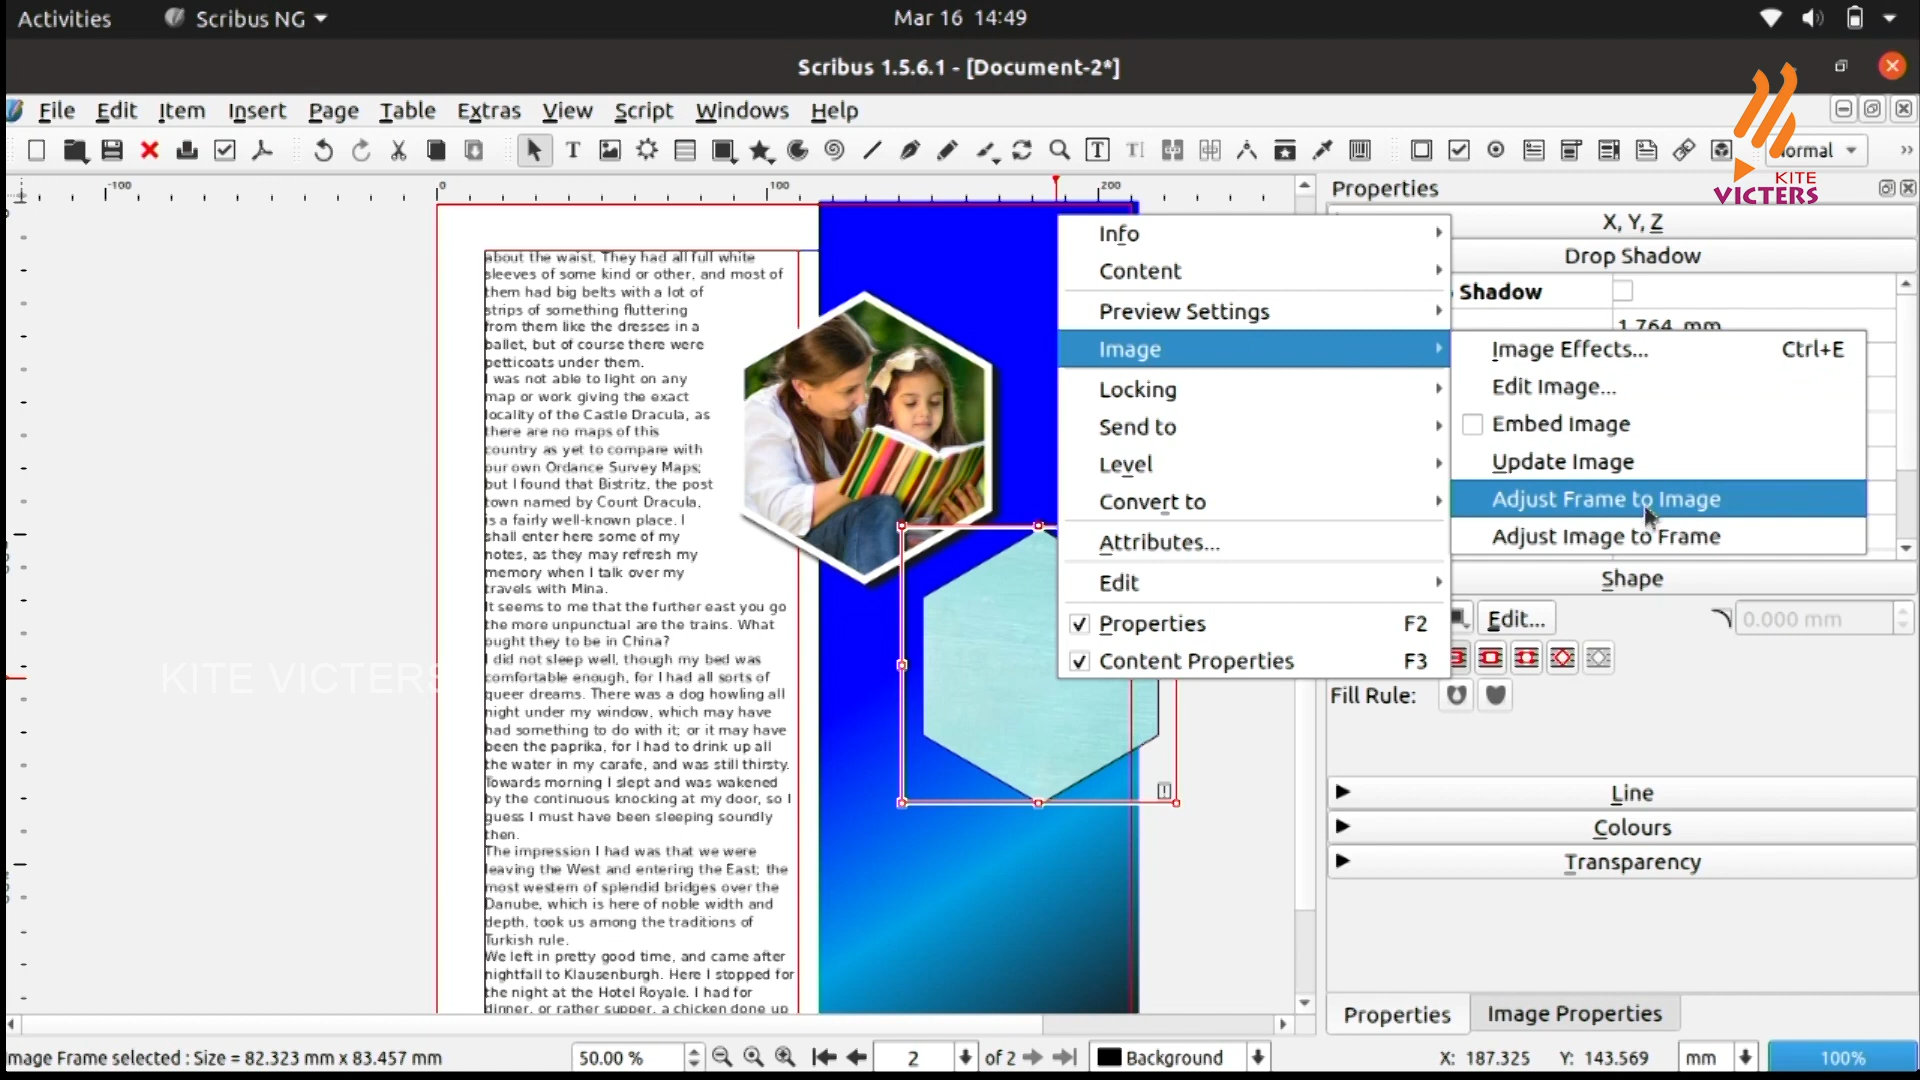 Activities
Scribus NG
Mar 16 14:49
Scribus 1.5.6.1 - [Document-2*]
File Edit Item Insert Page Table Extras View Script Windows Help
Normal
KITE
VICTERS
-100 0 100 200
Properties
X, Y, Z
Drop Shadow
Shadow
1.764 mm
Info
Content
Preview Settings
Image
Locking
Send to
Level
Convert to
Attributes...
Edit
Properties F2
Content Properties F3
Image Effects... Ctrl+E
Edit Image...
Embed Image
Update Image
Adjust Frame to Image
Adjust Image to Frame
Shape
Edit...
0.000 mm
Fill Rule:
Line
Colours
Transparency
about the waist. They had all full white
sleeves of some kind or other, and most of
them had big belts with a lot of
strips of something fluttering
from them like the dresses in a
ballet, but of course there were
petticoats under them.
I was not able to light on any
map or work giving the exact
locality of the Castle Dracula, as
there are no maps of this
country as yet to compare with
our own Ordance Survey Maps;
but I found that Bistritz, the post
town named by Count Dracula,
is a fairly well-known place. I
shall enter here some of my
notes, as they may refresh my
memory when I talk over my
travels with Mina.
It seems to me that the further east you go
the more unpunctual are the trains. What
ought they to be in China?
I did not sleep well, though my bed was
comfortable enough, for I had all sorts of
queer dreams. There was a dog howling all
night under my window, which may have
had something to do with it; or it may have
been the paprika, for I had to drink up all
the water in my carafe, and was still thirsty.
Towards morning I slept and was wakened
by the continuous knocking at my door, so I
guess I must have been sleeping soundly
then.
The impression I had was that we were
leaving the West and entering the East; the
most western of splendid bridges over the
Danube, which is here of noble width and
depth, took us among the traditions of
Turkish rule.
We left in pretty good time, and came after
nightfall to Klausenburgh. Here I stopped for
the night at the Hotel Royale. I had for
dinner, or rather supper, a chicken done up
KITE VICTERS
Properties
Image Properties
mage Frame selected : Size = 82.323 mm x 83.457 mm
50.00 %
2
of 2
Background
X: 187.325 Y: 143.569
mm
100%